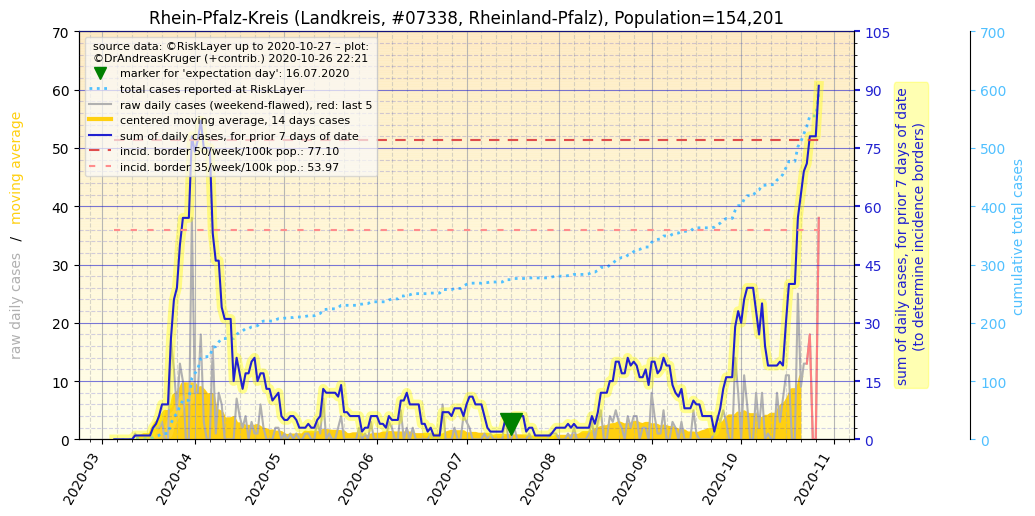 Rhein-Pfalz-Kreis (Landkreis, #07338, Rheinland-Pfalz), Population=154,201
source data: ©RiskLayer up to 2020-10-27 – plot:
©DrAndreasKruger (+contrib.) 2020-10-26 22:21
marker for 'expectation day': 16.07.2020
total cases reported at RiskLayer
raw daily cases (weekend-flawed), red: last 5
centered moving average, 14 days cases
sum of daily cases, for prior 7 days of date
incid. border 50/week/100k pop.: 77.10
incid. border 35/week/100k pop.: 53.97
raw daily cases / moving average
70
60
50
40
30
20
10
0
105
90
75
60
45
30
15
0
sum of daily cases, for prior 7 days of date
(to determine incidence borders)
700
600
500
400
300
200
100
0
cumulative total cases
2020-03
2020-04
2020-05
2020-06
2020-07
2020-08
2020-09
2020-10
2020-11